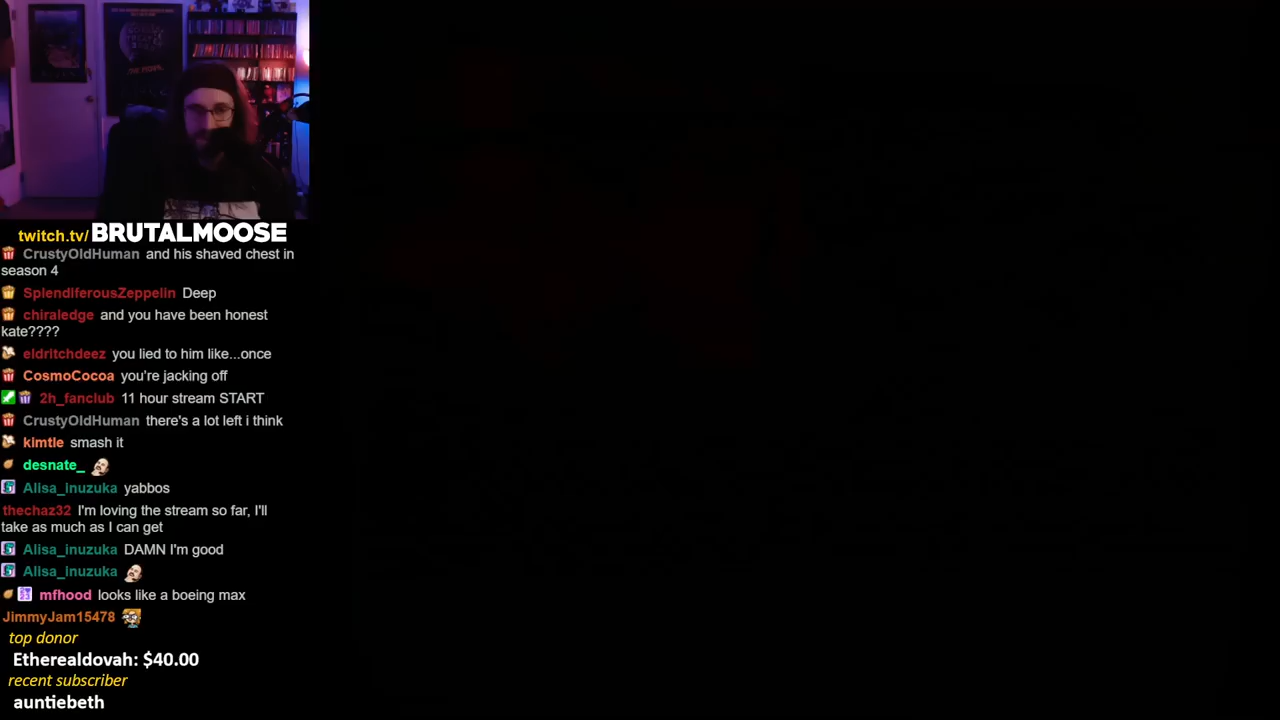 twitch.tv/BRUTALMOOSE
CrustyOldHuman and his shaved chest in
season 4
SplendiferousZeppelin Deep
chiraledge and you have been honest
kate????
eldritchdeez you lied to him like...once
CosmoCocoa you're jacking off
2h_fanclub 11 hour stream START
CrustyOldHuman there's a lot left i think
kimtle smash it
desnate_
Alisa_inuzuka yabbos
thechaz32 I'm loving the stream so far, I'll
take as much as I can get
Alisa_inuzuka DAMN I'm good
Alisa_inuzuka
mfhood looks like a boeing max
JimmyJam15478
top donor
Etherealdovah: $40.00
recent subscriber
auntiebeth